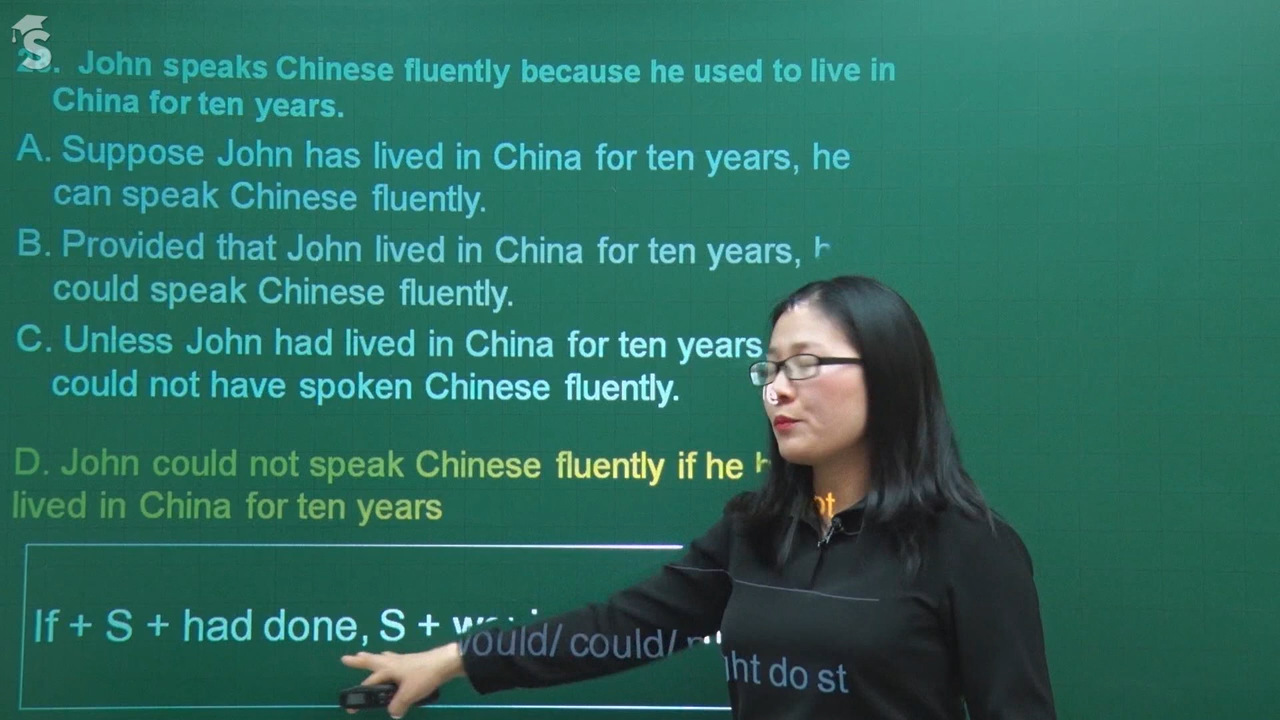 S
John speaks Chinese fluently because he used to live in
China for ten years.
A. Suppose John has lived in China for ten years, he
can speak Chinese fluently.
B. Provided that John lived in China for ten years,
could speak Chinese fluently.
C. Unless John had lived in China for ten years
could not have spoken Chinese fluently.
D. John could not speak Chinese fluently if he
lived in China for ten years
If + S + had done, S + would/ could/ might do st